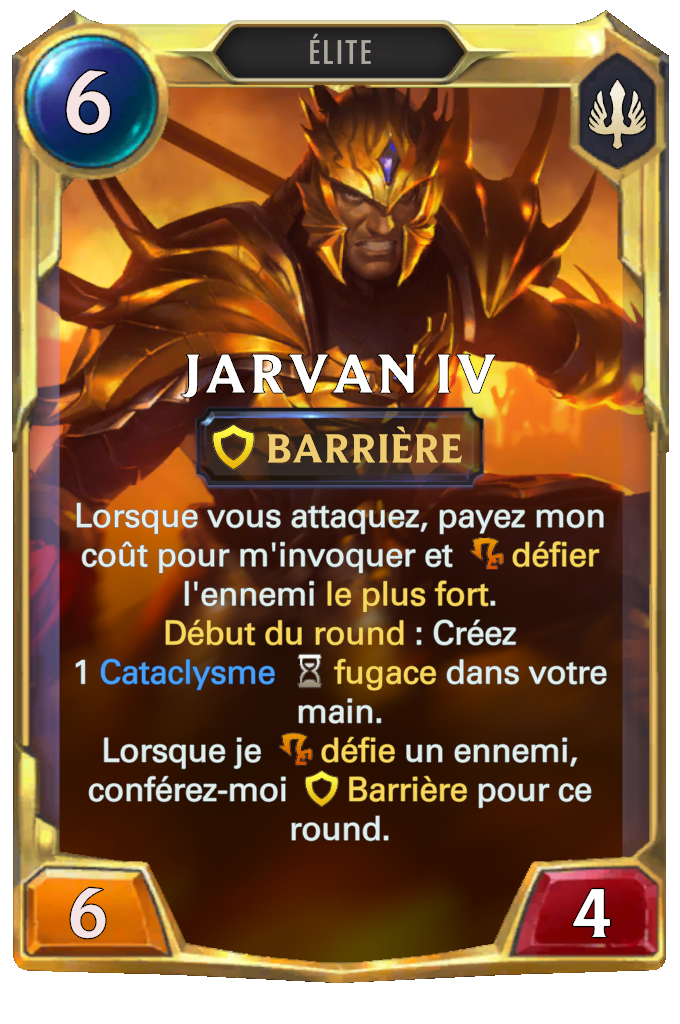 ÉLITE
6
JARVAN IV
BARRIÈRE
Lorsque vous attaquez, payez mon
coût pour m'invoquer et défier
l'ennemi le plus fort.
Début du round : Créez
1 Cataclysme fugace dans votre
main.
Lorsque je défie un ennemi,
conférez-moi Barrière pour ce
round.
6
4